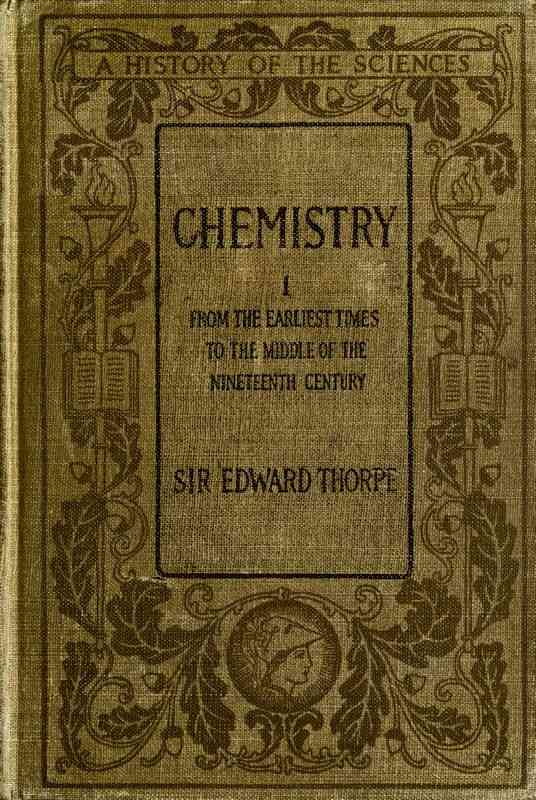 A HISTORY OF THE SCIENCES
CHEMISTRY
I
FROM THE EARLIEST TIMES
TO THE MIDDLE OF THE
NINETEENTH CENTURY
SIR EDWARD THORPE